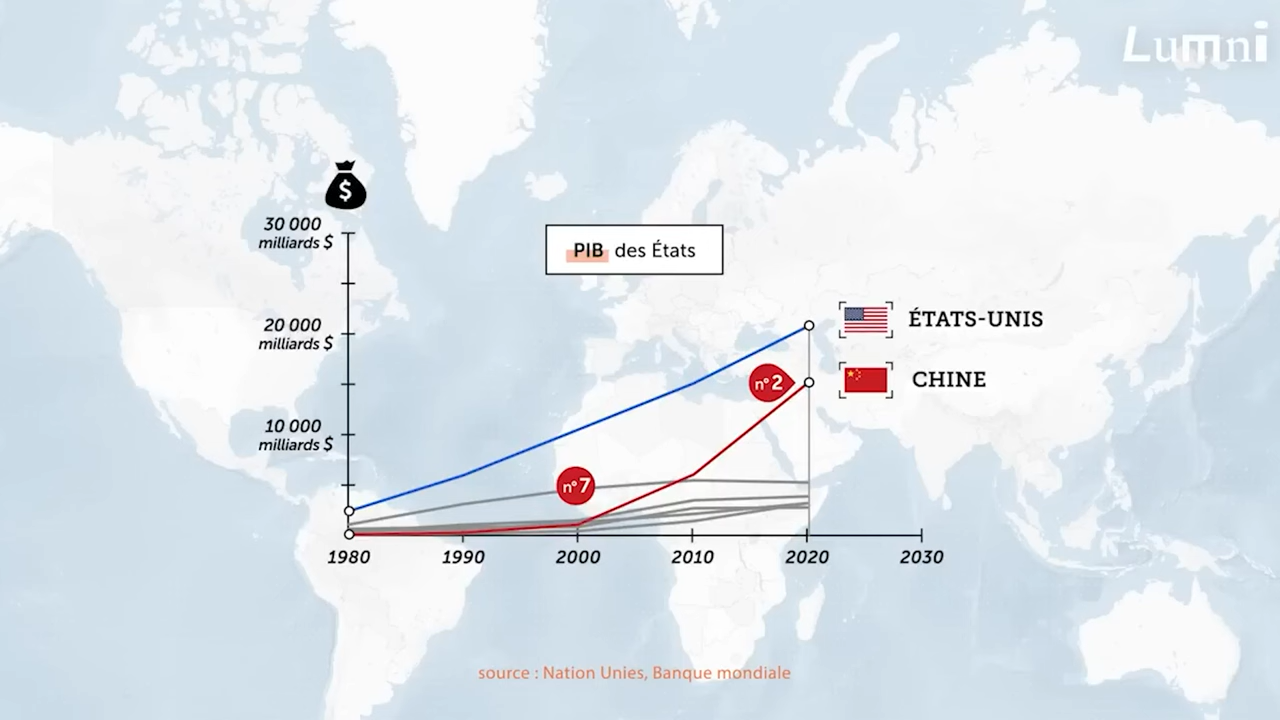 Lumni
$
30 000
milliards $
PIB des États
ÉTATS-UNIS
20 000
milliards $
n°2
CHINE
10 000
milliards $
n°7
1980 1990 2000 2010 2020 2030
source : Nation Unies, Banque mondiale